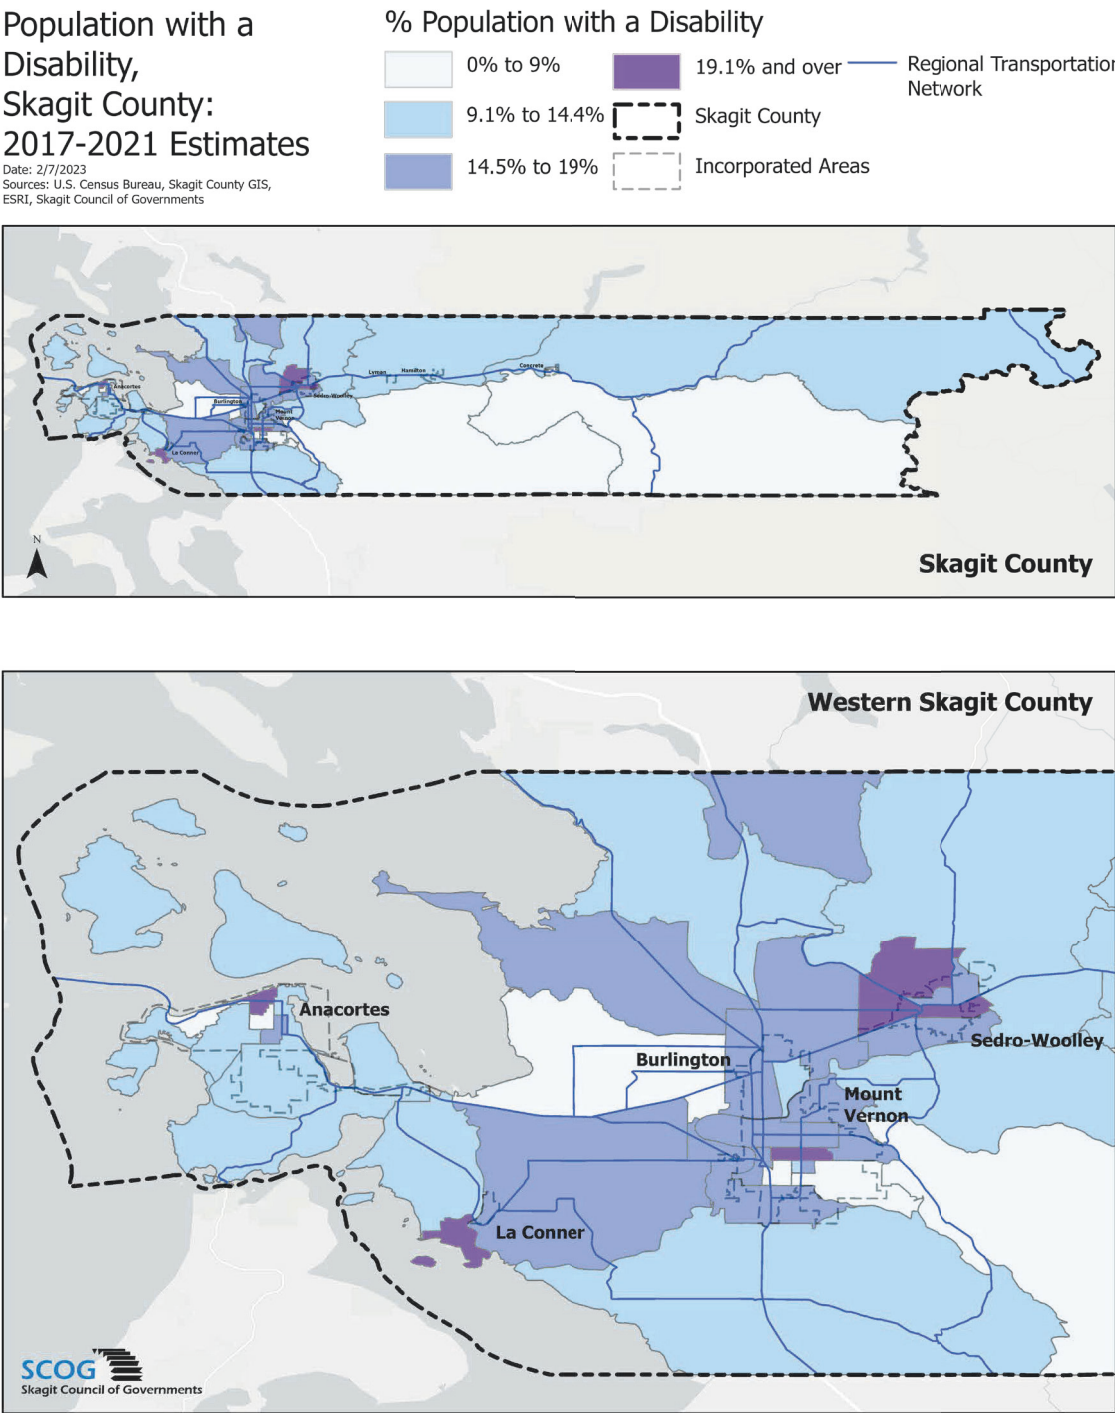 Population with a
Disability,
Skagit County:
2017-2021 Estimates
Date: 2/7/2023
Sources: U.S. Census Bureau, Skagit County GIS,
ESRI, Skagit Council of Governments
% Population with a Disability
0% to 9%
9.1% to 14.4%
14.5% to 19%
19.1% and over
Skagit County
Incorporated Areas
Regional Transportation
Network
Anacortes
Burlington
Mount
Vernon
La Conner
Sedro-Woolley
Lyman
Hamilton
Concrete
N
Skagit County
Western Skagit County
Anacortes
Burlington
Sedro-Woolley
Mount
Vernon
La Conner
SCOG
Skagit Council of Governments